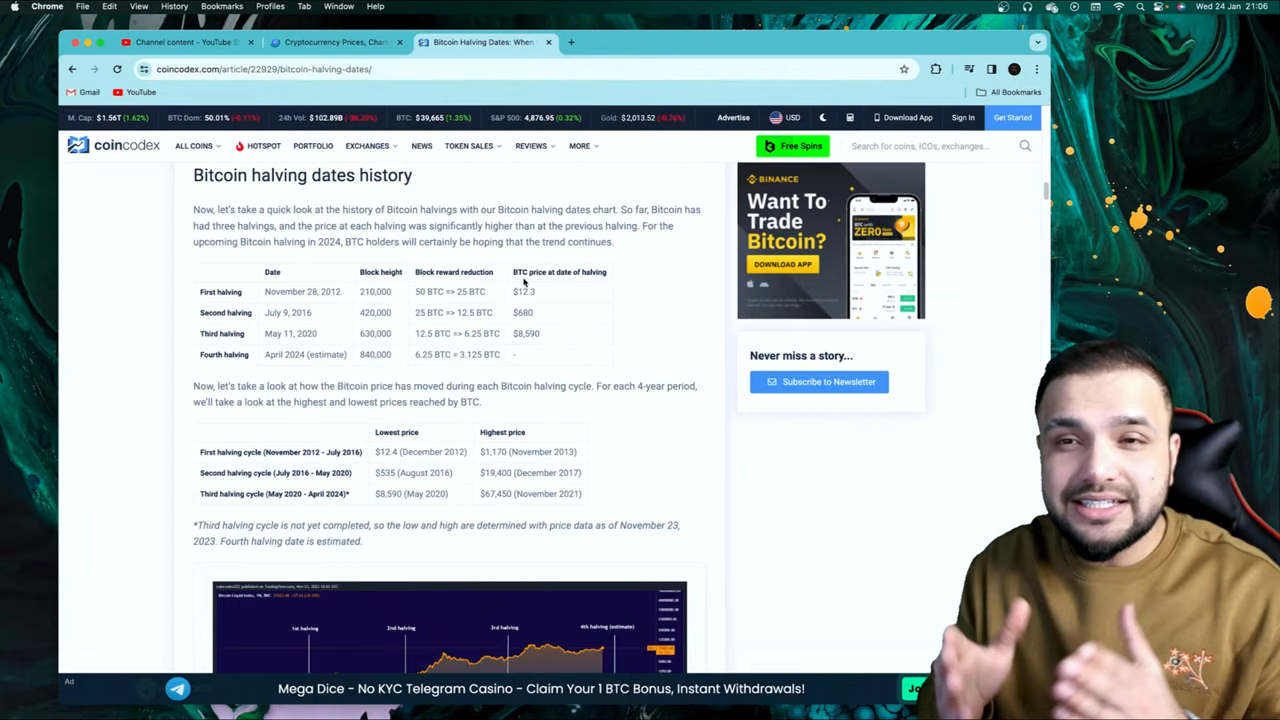 Chrome File Edit View History Bookmarks Profiles Tab Window Help Wed 24 Jan 21:06
Channel content - YouTube S Cryptocurrency Prices, Char Bitcoin Halving Dates: When
coincodex.com/article/22929/bitcoin-halving-dates/
Gmail YouTube All Bookmarks
M. Cap: $1.56T (1.62%) BTC Dom: 50.01% (-0.11%) 24h Vol: $102.89B (-36.20%) BTC: $39,665 (1.35%) S&P 500: 4,876.95 (0.32%) Gold: $2,013.52 (-0.76%) Advertise USD Download App Sign In Get Started
coincodex ALL COINS HOTSPOT PORTFOLIO EXCHANGES NEWS TOKEN SALES REVIEWS MORE Free Spins Search for coins, ICOs, exchanges...
Bitcoin halving dates history
Now, let's take a quick look at the history of Bitcoin halvings with our Bitcoin halving dates chart. So far, Bitcoin has
had three halvings, and the price at each halving was significantly higher than at the previous halving. For the
upcoming Bitcoin halving in 2024, BTC holders will certainly be hoping that the trend continues.
Date Block height Block reward reduction BTC price at date of halving
First halving November 28, 2012 210,000 50 BTC => 25 BTC $12.3
Second halving July 9, 2016 420,000 25 BTC => 12.5 BTC $680
Third halving May 11, 2020 630,000 12.5 BTC => 6.25 BTC $8,590
Fourth halving April 2024 (estimate) 840,000 6.25 BTC = 3.125 BTC -
Now, let's take a look at how the Bitcoin price has moved during each Bitcoin halving cycle. For each 4-year period,
we'll take a look at the highest and lowest prices reached by BTC.
Lowest price Highest price
First halving cycle (November 2012 - July 2016) $12.4 (December 2012) $1,170 (November 2013)
Second halving cycle (July 2016 - May 2020) $535 (August 2016) $19,400 (December 2017)
Third halving cycle (May 2020 - April 2024)* $8,590 (May 2020) $67,450 (November 2021)
*Third halving cycle is not yet completed, so the low and high are determined with price data as of November 23,
2023. Fourth halving date is estimated.
1st halving 2nd halving 3rd halving 4th halving (estimate)
BINANCE
Want To
Trade
Bitcoin?
DOWNLOAD APP
BTC with
ZERO
Never miss a story...
Subscribe to Newsletter
Ad
Mega Dice - No KYC Telegram Casino - Claim Your 1 BTC Bonus, Instant Withdrawals!